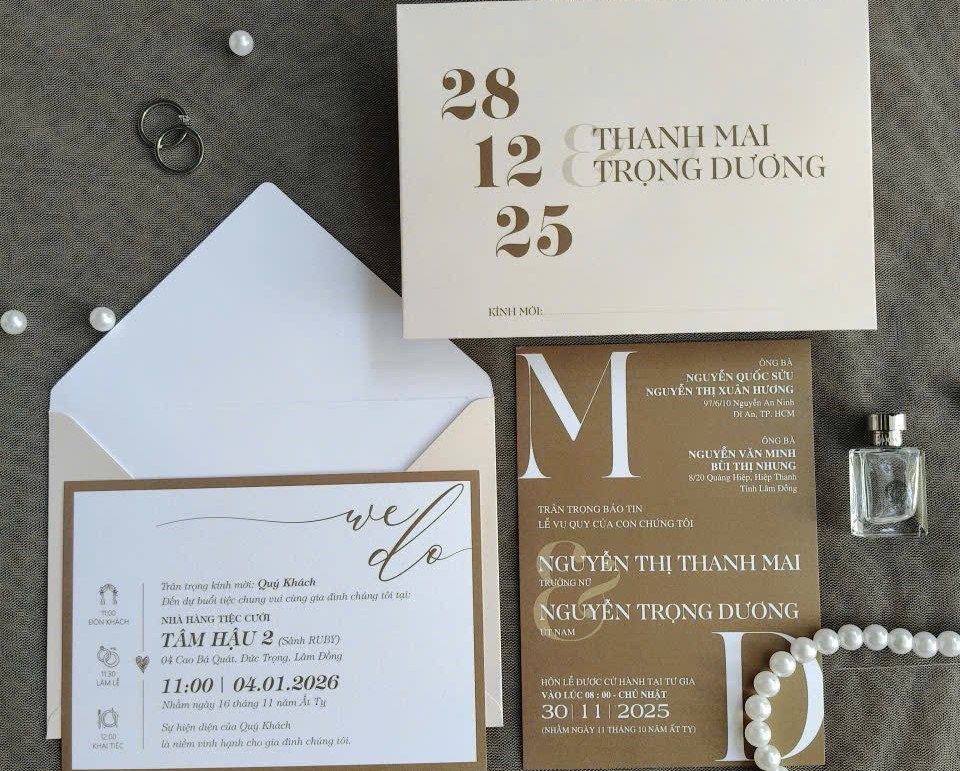 28
12
25
&
THANH MAI
TRỌNG DƯƠNG
KÍNH MỜI:
M
ÔNG BÀ
NGUYỄN QUỐC SỬU
NGUYỄN THỊ XUÂN HƯƠNG
97/6/10 Nguyễn An Ninh
Dĩ An, TP. HCM
ÔNG BÀ
NGUYỄN VĂN MINH
BÙI THỊ NHUNG
8/20 Quảng Hiệp, Hiệp Thạnh
Tỉnh Lâm Đồng
TRÂN TRỌNG BÁO TIN
LỄ VU QUY CỦA CON CHÚNG TÔI
NGUYỄN THỊ THANH MAI
TRƯỞNG NỮ
&
NGUYỄN TRỌNG DƯƠNG
ÚT NAM
HÔN LỄ ĐƯỢC CỬ HÀNH TẠI TƯ GIA
VÀO LÚC 08 : 00 - CHỦ NHẬT
30 | 11 | 2025
(NHẰM NGÀY 11 THÁNG 10 NĂM ẤT TỴ)
D
we
do
Trân trọng kính mời: Quý Khách
Đến dự buổi tiệc chung vui cùng gia đình chúng tôi tại:
NHÀ HÀNG TIỆC CƯỚI
TÂM HẬU 2 (Sảnh RUBY)
04 Cao Bá Quát, Đức Trọng, Lâm Đồng
11:00 | 04.01.2026
Nhằm ngày 16 tháng 11 năm Ất Tỵ
Sự hiện diện của Quý Khách
là niềm vinh hạnh cho gia đình chúng tôi.
11:00
ĐÓN KHÁCH
11:30
LÀM LỄ
12:00
KHAI TIỆC